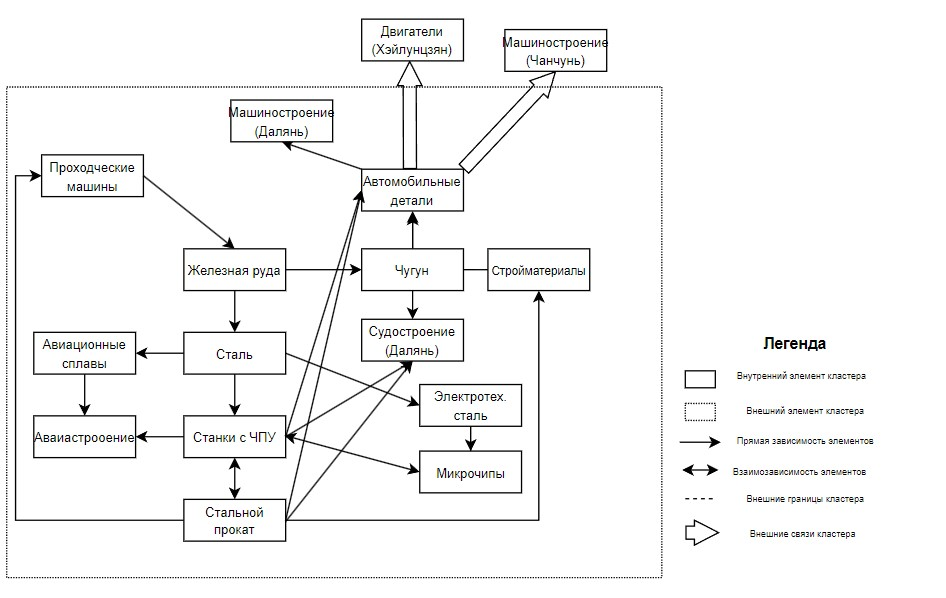 Двигатели
(Хэйлунцзян)
Машиностроение
(Чанчунь)
Машиностроение
(Далянь)
Проходческие
машины
Автомобильные
детали
Железная руда
Чугун
Стройматериалы
Авиационные
сплавы
Сталь
Судостроение
(Далянь)
Электротех.
сталь
Аваиастрооение
Станки с ЧПУ
Микрочипы
Стальной
прокат
Легенда
Внутренний элемент кластера
Внешний элемент кластера
Прямая зависимость элементов
Взаимозависимость элементов
Внешние границы кластера
Внешние связи кластера